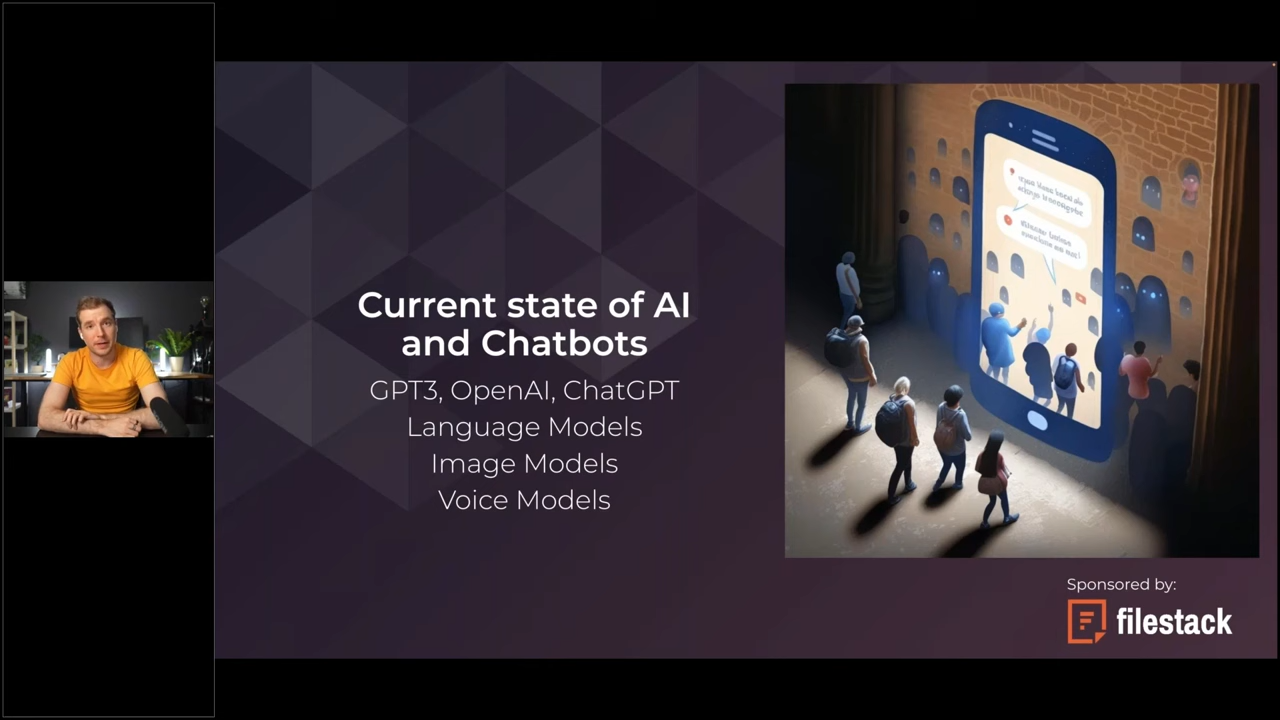 Current state of AI
and Chatbots
GPT3, OpenAI, ChatGPT
Language Models
Image Models
Voice Models
Sponsored by:
filestack